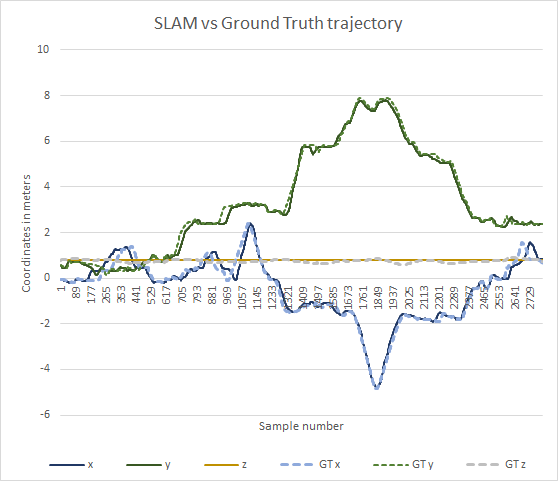 SLAM vs Ground Truth trajectory
10
8
6
4
2
0
-2
-4
-6
Coordinates in meters
1 89 177 265 353 441 529 617 705 793 881 969 1057 1145 1233 1321 1409 1497 1585 1673 1761 1849 1937 2025 2113 2201 2289 2377 2465 2553 2641 2729
Sample number
x y z GT x GT y GT z